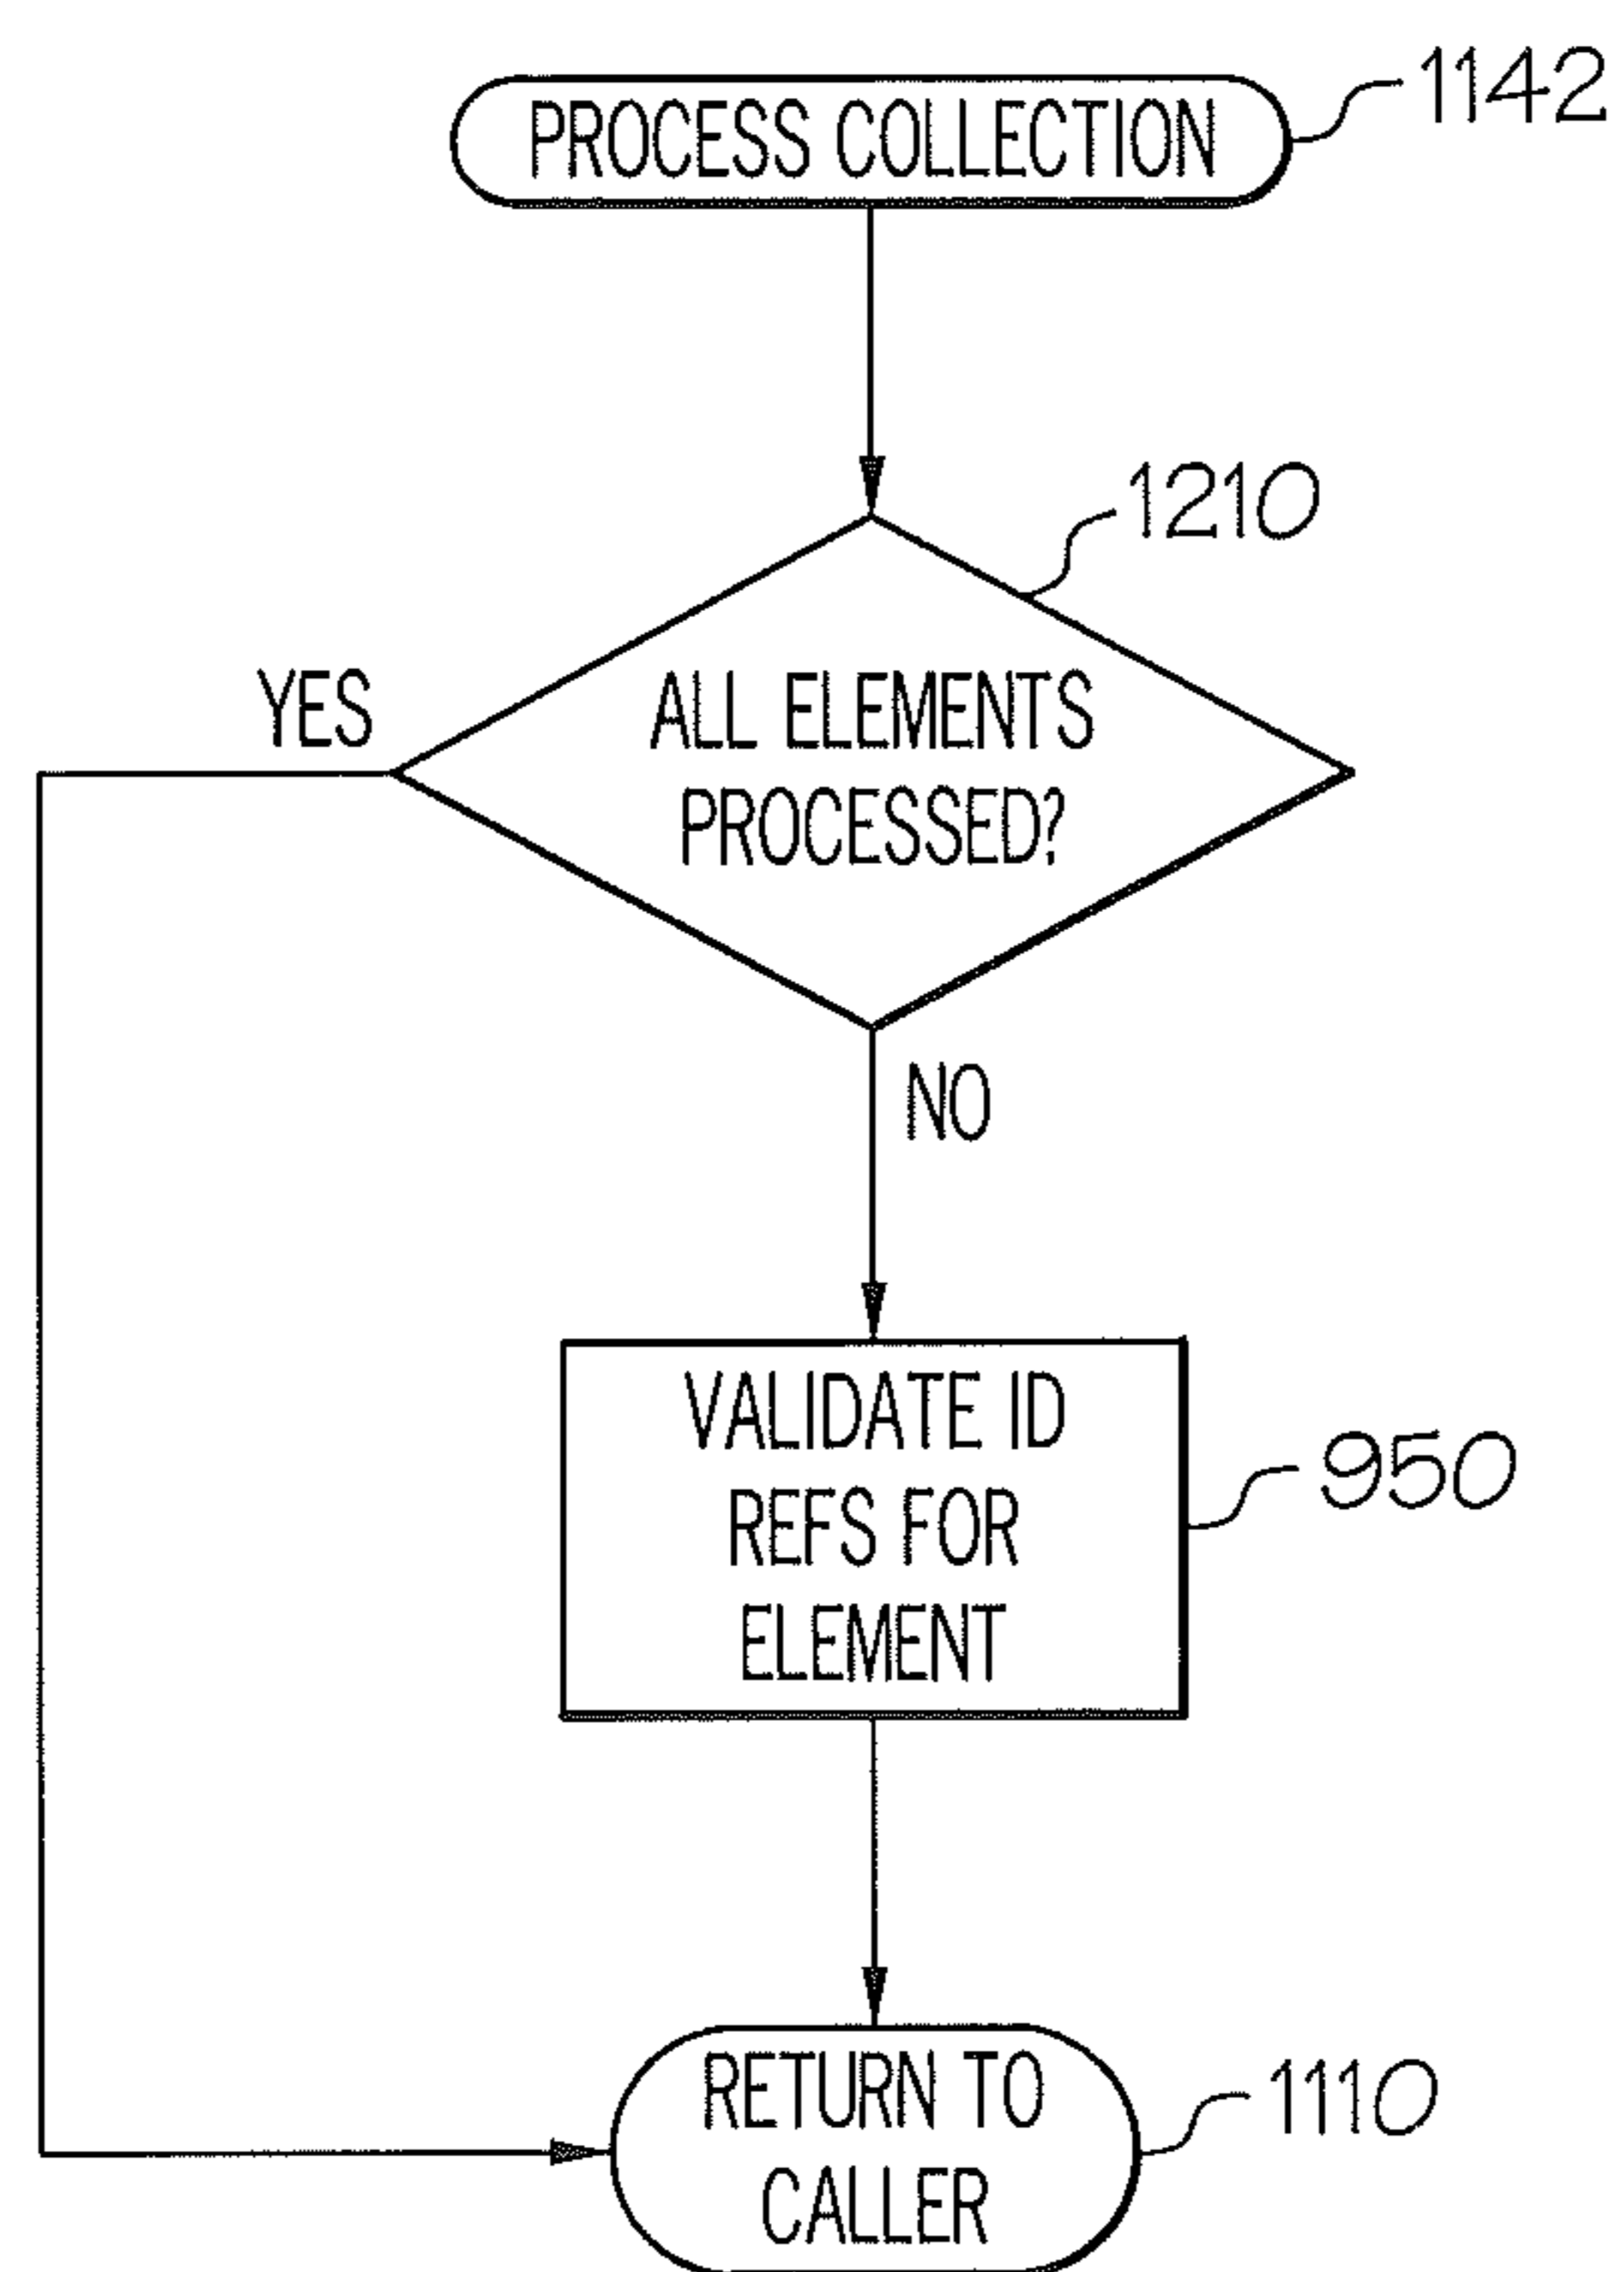 1142
PROCESS COLLECTION
1210
YES
ALL ELEMENTS
PROCESSED?
NO
VALIDATE ID
REFS FOR
ELEMENT
950
RETURN TO
CALLER
1110